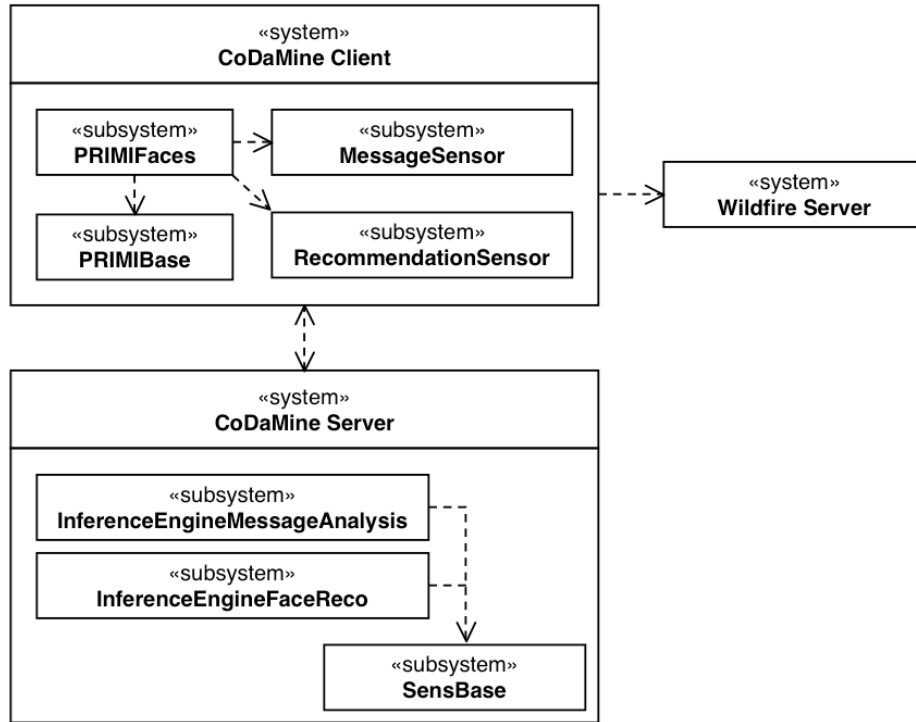 «system»
CoDaMine Client
«subsystem»
PRIMIFaces
«subsystem»
MessageSensor
«subsystem»
PRIMIBase
«subsystem»
RecommendationSensor
«system»
Wildfire Server
«system»
CoDaMine Server
«subsystem»
InferenceEngineMessageAnalysis
«subsystem»
InferenceEngineFaceReco
«subsystem»
SensBase